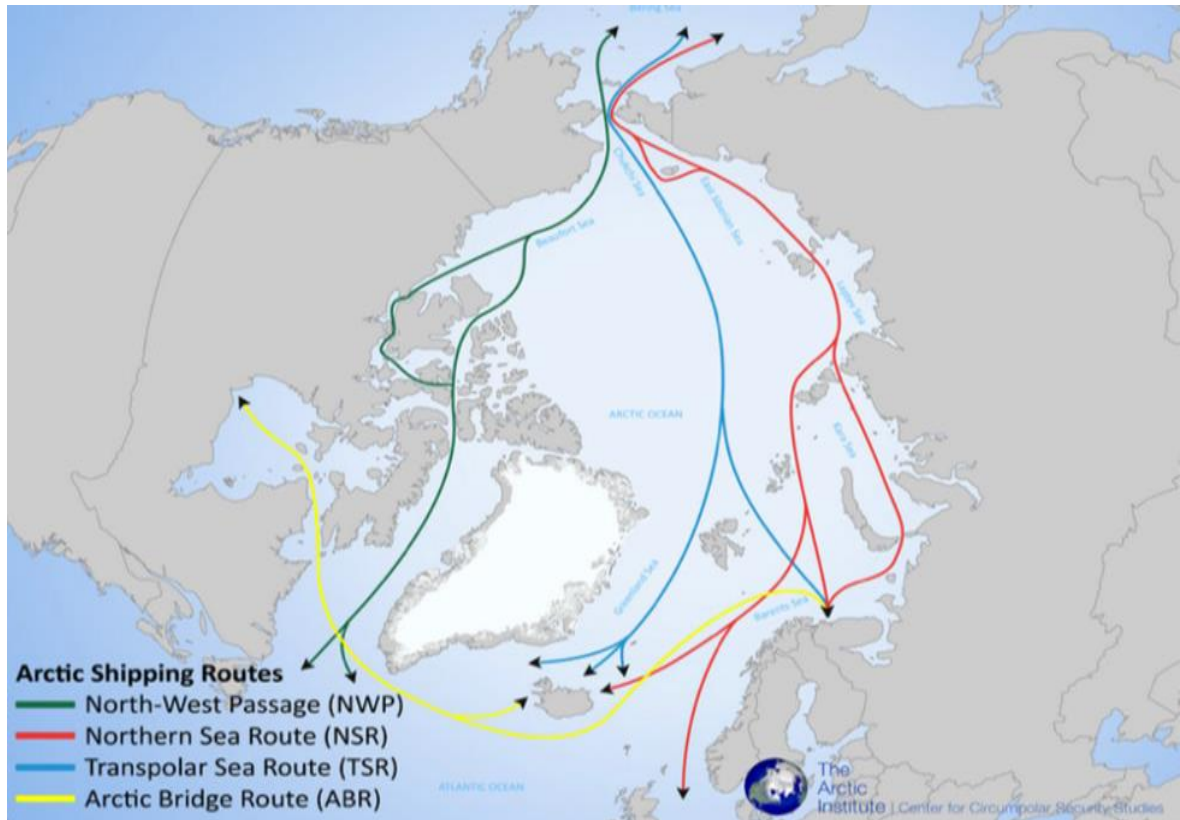 Bering Sea
Chukchi Sea
East Siberian Sea
Beaufort Sea
Laptev Sea
ARCTIC OCEAN
Kara Sea
Greenland Sea
Barents Sea
Arctic Shipping Routes
North-West Passage (NWP)
Northern Sea Route (NSR)
Transpolar Sea Route (TSR)
Arctic Bridge Route (ABR)
ATLANTIC OCEAN
The
Arctic
Institute | Center for Circumpolar Security Studies